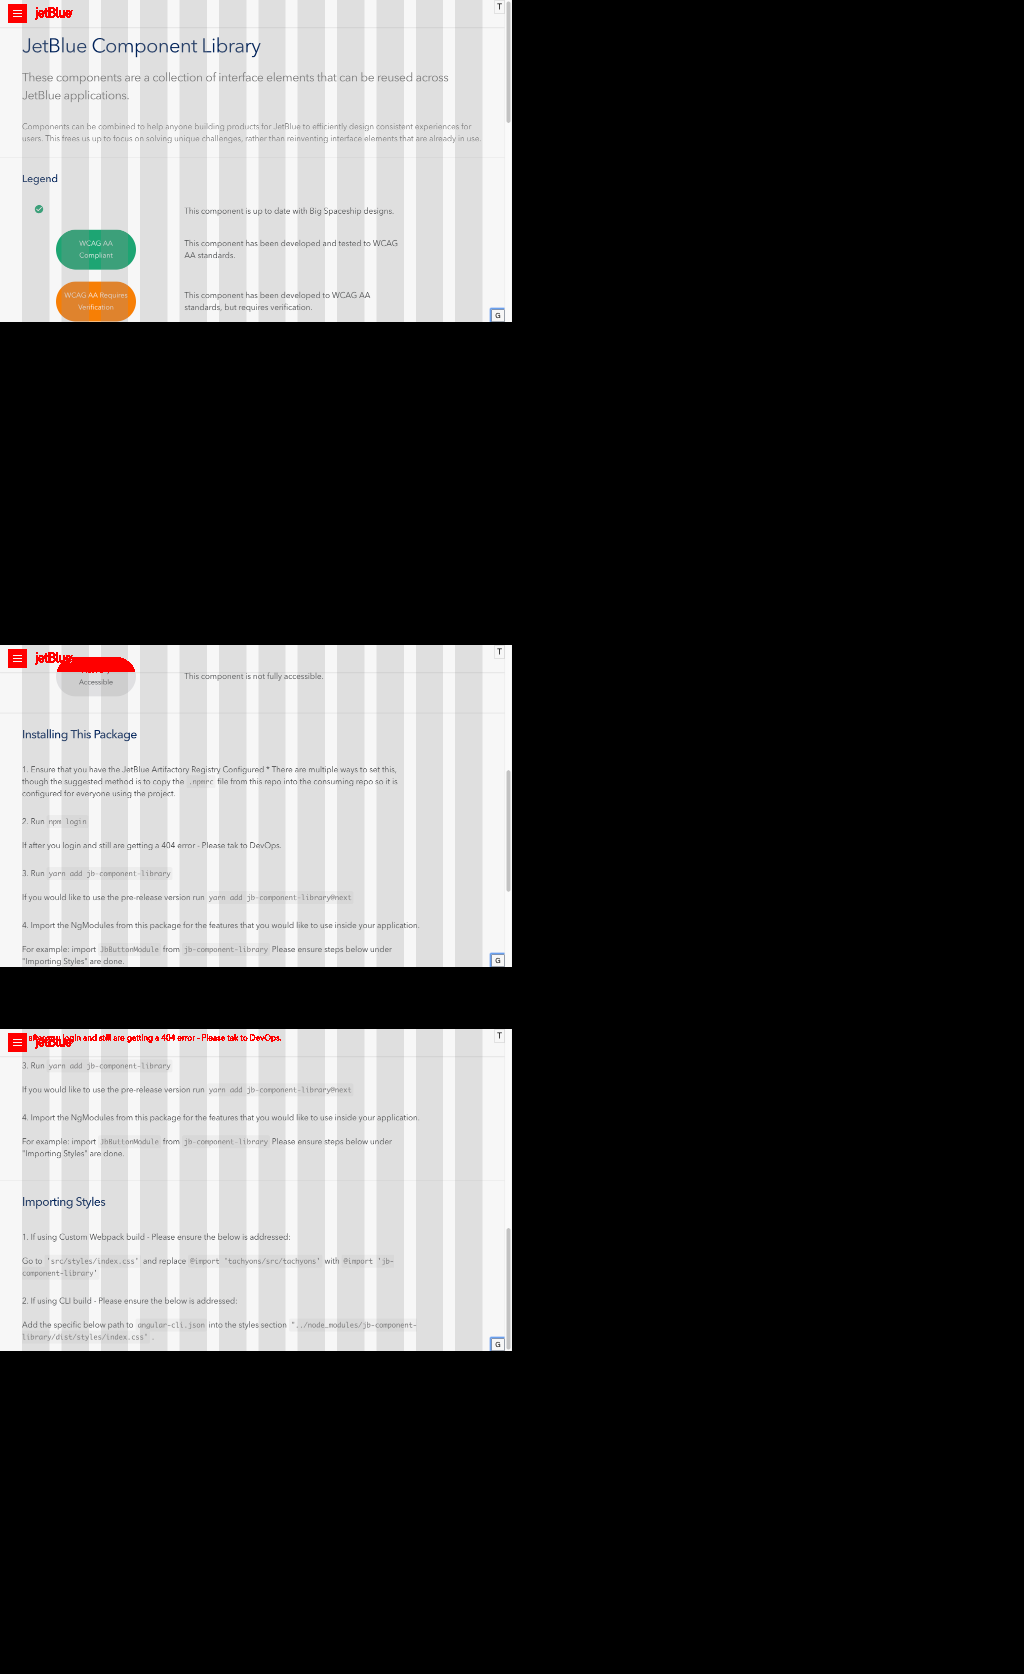 jetBlue
T
JetBlue Component Library
These components are a collection of interface elements that can be reused across
JetBlue applications.
Components can be combined to help anyone building products for JetBlue to efficiently design consistent experiences for
users. This frees us up to focus on solving unique challenges, rather than reinventing interface elements that are already in use.
Legend
This component is up to date with Big Spaceship designs.
WCAG AA
Compliant
This component has been developed and tested to WCAG
AA standards.
WCAG AA Requires
Verification
This component has been developed to WCAG AA
standards, but requires verification.
G
jetBlue
T
Accessible
This component is not fully accessible.
Installing This Package
1. Ensure that you have the JetBlue Artifactory Registry Configured * There are multiple ways to set this,
though the suggested method is to copy the .npmrc file from this repo into the consuming repo so it is
configured for everyone using the project.
2. Run npm login
If after you login and still are getting a 404 error - Please tak to DevOps.
3. Run yarn add jb-component-library
If you would like to use the pre-release version run yarn add jb-component-library@next
4. Import the NgModules from this package for the features that you would like to use inside your application.
For example: import JbButtonModule from jb-component-library Please ensure steps below under
"Importing Styles" are done.
G
jetBlue
T
after you login and still are getting a 404 error - Please tak to DevOps.
3. Run yarn add jb-component-library
If you would like to use the pre-release version run yarn add jb-component-library@next
4. Import the NgModules from this package for the features that you would like to use inside your application.
For example: import JbButtonModule from jb-component-library Please ensure steps below under
"Importing Styles" are done.
Importing Styles
1. If using Custom Webpack build - Please ensure the below is addressed:
Go to 'src/styles/index.css' and replace @import 'tachyons/src/tachyons' with @import 'jb-
component-library'
2. If using CLI build - Please ensure the below is addressed:
Add the specific below path to angular-cli.json into the styles section "../node_modules/jb-component-
library/dist/styles/index.css" .
G